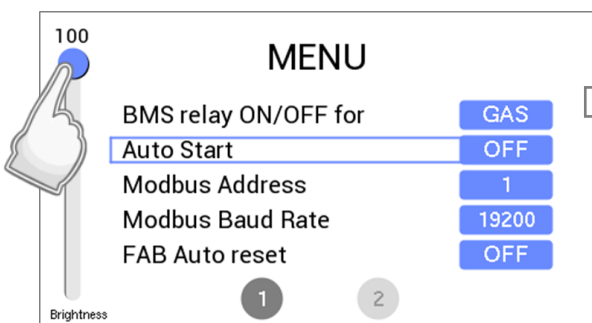 100
MENU
BMS relay ON/OFF for GAS
Auto Start OFF
Modbus Address 1
Modbus Baud Rate 19200
FAB Auto reset OFF
1 2
Brightness